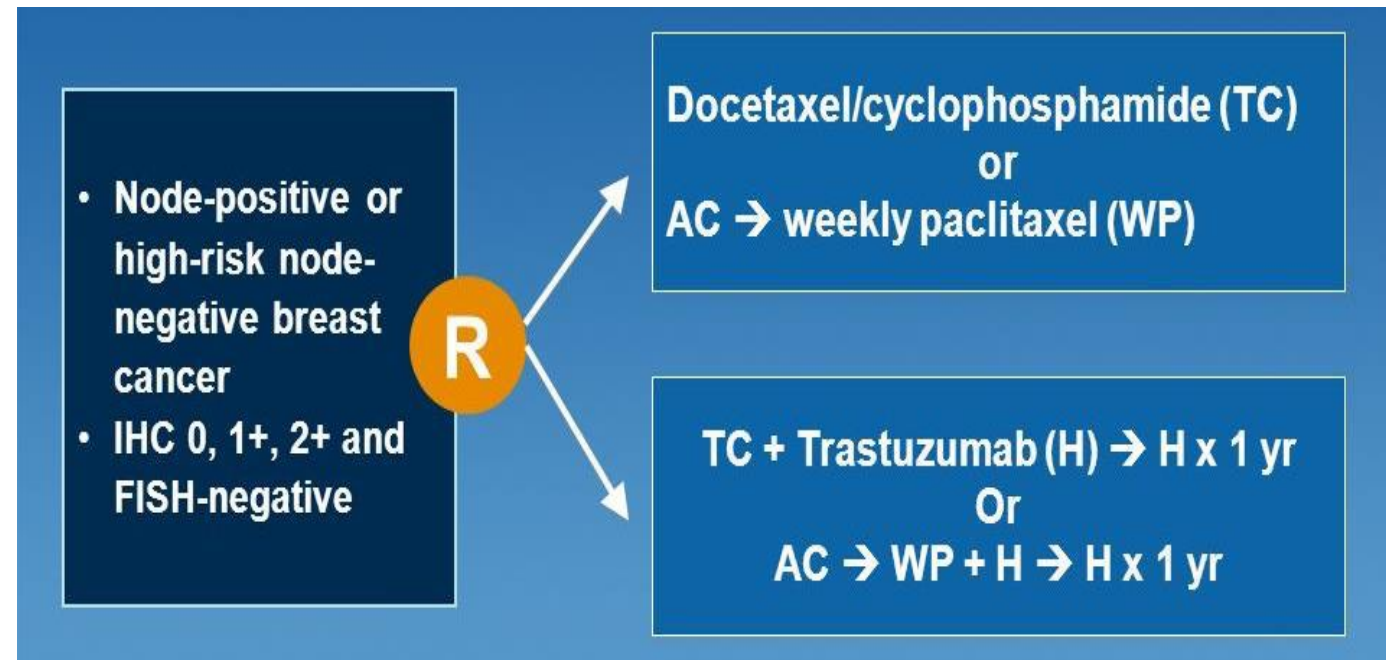 • Node-positive or
high-risk node-
negative breast
cancer
• IHC 0, 1+, 2+ and
FISH-negative
R
Docetaxel/cyclophosphamide (TC)
or
AC → weekly paclitaxel (WP)
TC + Trastuzumab (H) → H x 1 yr
Or
AC → WP + H → H x 1 yr